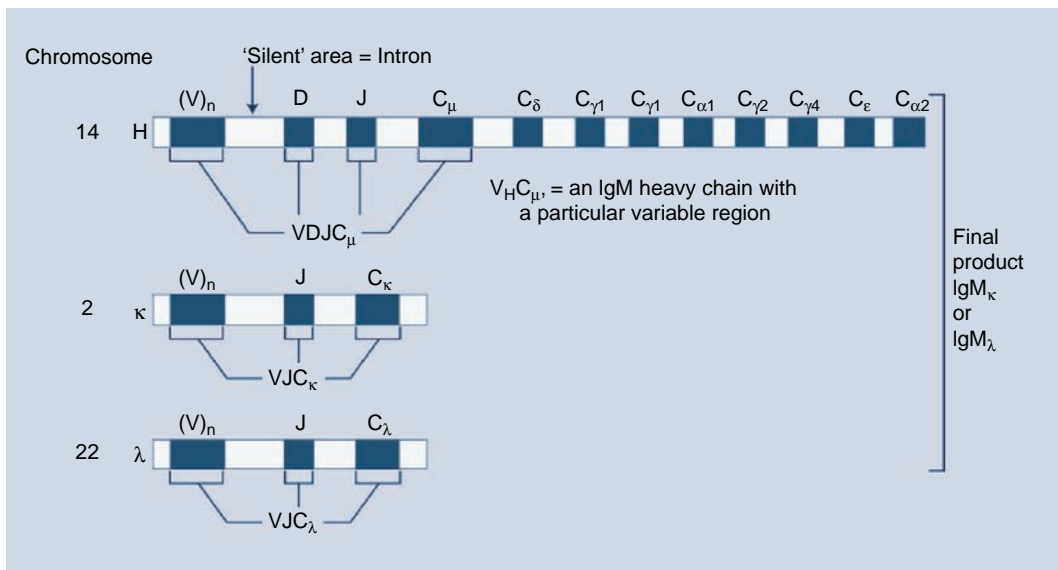 Chromosome
'Silent' area = Intron
(V)n D J Cμ Cδ Cγ1 Cγ1 Cα1 Cγ2 Cγ4 Cε Cα2
14 H
VHCμ, = an IgM heavy chain with
a particular variable region
VDJCμ
Final
product
IgMκ
or
IgMλ
(V)n J Cκ
2 κ
VJCκ
(V)n J Cλ
22 λ
VJCλ